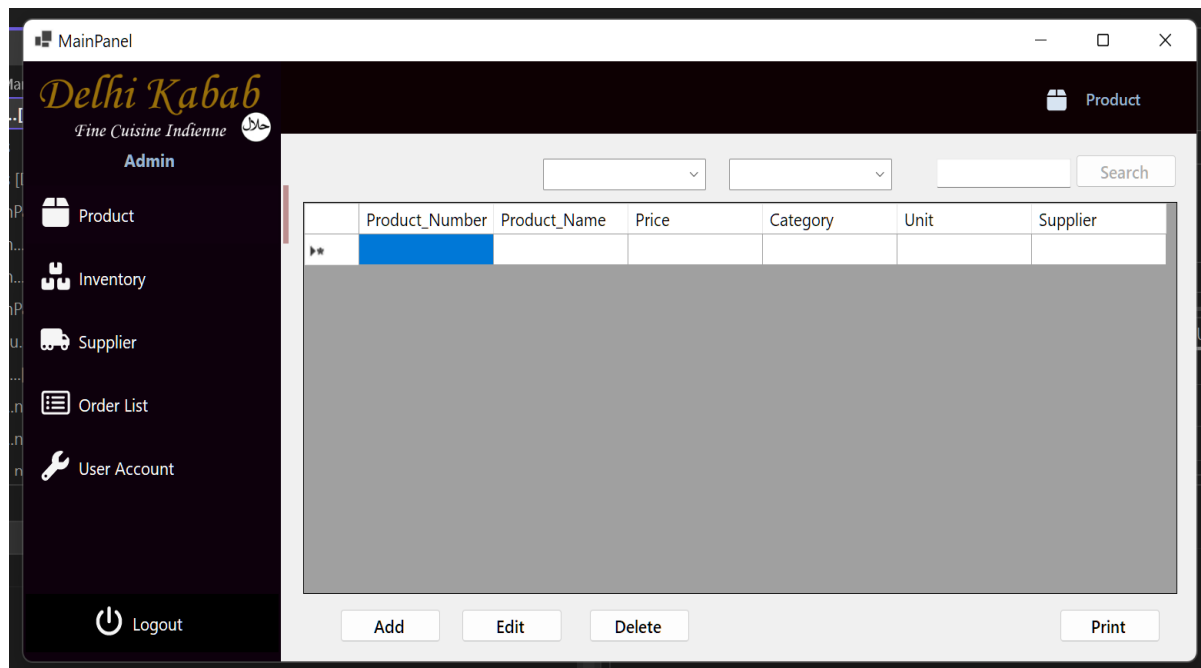 MainPanel
Delhi Kabab
Fine Cuisine Indienne
حلال
Admin
Product
Inventory
Supplier
Order List
User Account
Logout
Product
Search
Product_Number Product_Name Price Category Unit Supplier
Add Edit Delete Print